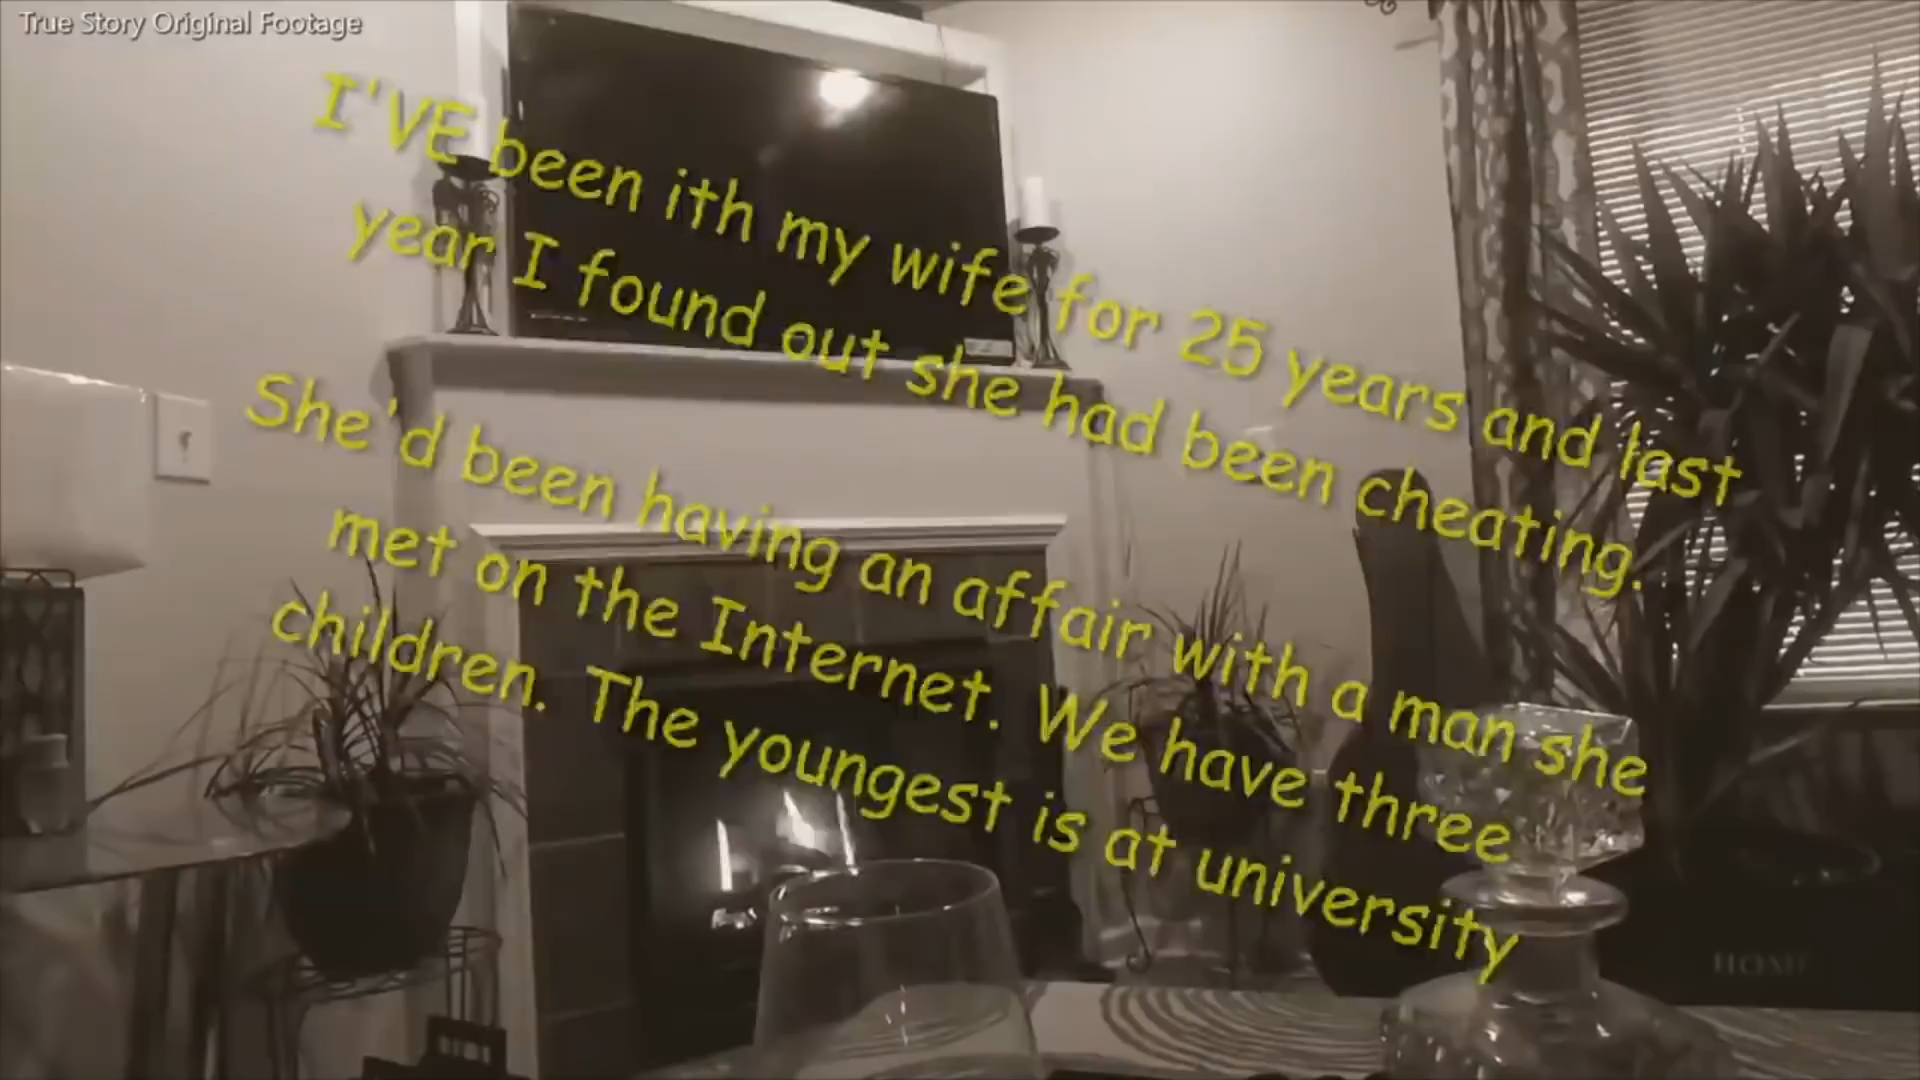 True Story Original Footage
I'VE been ith my wife for 25 years and last
year I found out she had been cheating.
She'd been having an affair with a man she
met on the Internet. We have three
children. The youngest is at university
HOME